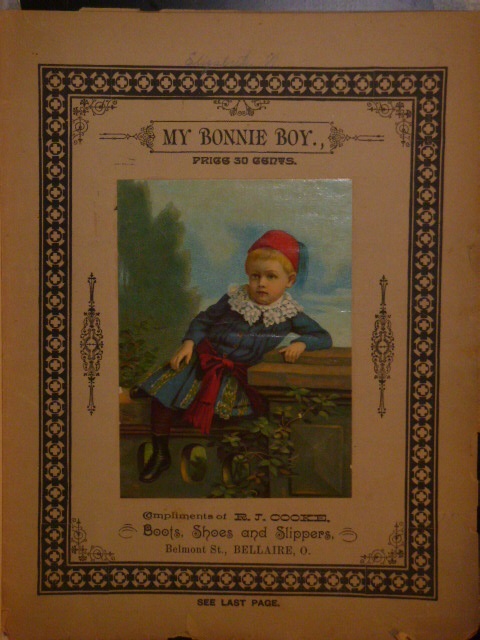 MY BONNIE BOY.,
PRICE 30 CENTS.
Compliments of R. J. COOKE,
Boots, Shoes and Slippers,
Belmont St., BELLAIRE, O.
SEE LAST PAGE.